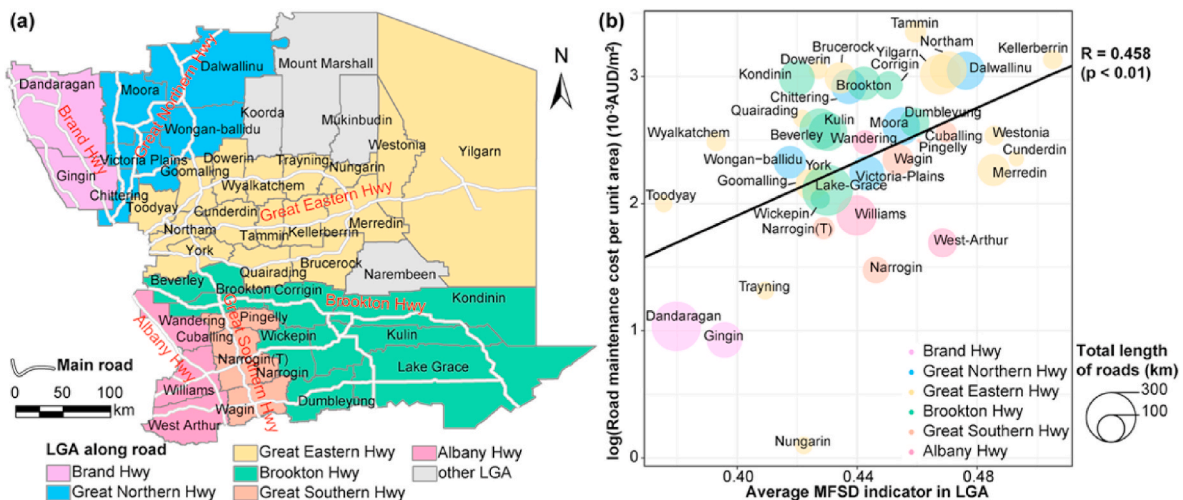 (a)
Dandaragan
Moora
Great Northern Hwy
Dalwallinu
Mount Marshall
N
Brand Hwy
Koorda
Mukinbudin
Wongan-ballidu
Westonia
Yilgarn
Gingin
Victoria Plains
Dowerin
Trayning
Nungarin
Goomalling
Chittering
Wyalkatchem
Toodyay
Cunderdin
Great Eastern Hwy
Northam
Tammin
Kellerberrin
Merredin
York
Brucerock
Quairading
Narembeen
Beverley
Brookton
Corrigin
Brookton Hwy
Kondinin
Wandering
Pingelly
Great Southern Hwy
Albany Hwy
Cuballing
Wickepin
Kulin
Main road
Narrogin(T)
Narrogin
Lake Grace
0 50 100
km
Williams
Wagin
Dumbleyung
West Arthur
LGA along road
Brand Hwy
Great Northern Hwy
Great Eastern Hwy
Brookton Hwy
Great Southern Hwy
Albany Hwy
other LGA
(b)
log(Road maintenance cost per unit area) (10⁻³AUD/m²)
3
2
1
0
0.40
0.44
0.48
Average MFSD indicator in LGA
Tammin
Brucerock
Northam
Kellerberrin
Dowerin
Yilgarn
Corrigin
Kondinin
Brookton
Dalwallinu
Chittering
Quairading
Dumbleyung
Kulin
Moora
Wyalkatchem
Beverley
Wandering
Cuballing
Westonia
Pingelly
Cunderdin
Wongan-ballidu
York
Wagin
Merredin
Goomalling
Lake-Grace
Victoria-Plains
Toodyay
Wickepin
Williams
Narrogin(T)
West-Arthur
Narrogin
Trayning
Dandaragan
Gingin
Nungarin
R = 0.458
(p < 0.01)
Brand Hwy
Great Northern Hwy
Great Eastern Hwy
Brookton Hwy
Great Southern Hwy
Albany Hwy
Total length
of roads (km)
300
100